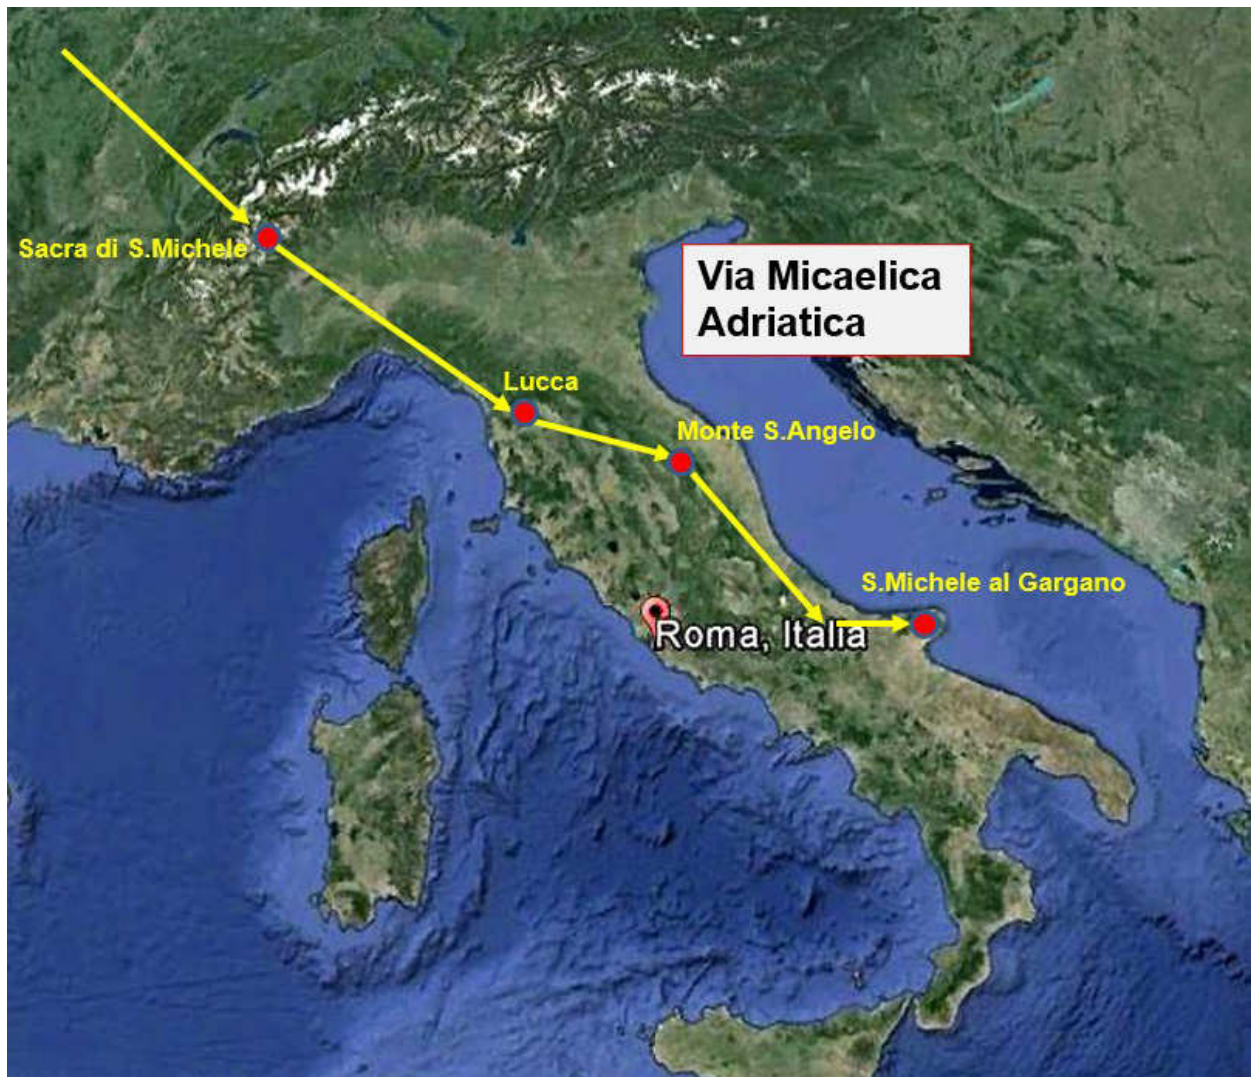 Sacra di S.Michele
Via Micaelica
Adriatica
Lucca
Monte S.Angelo
S.Michele al Gargano
Roma, Italia